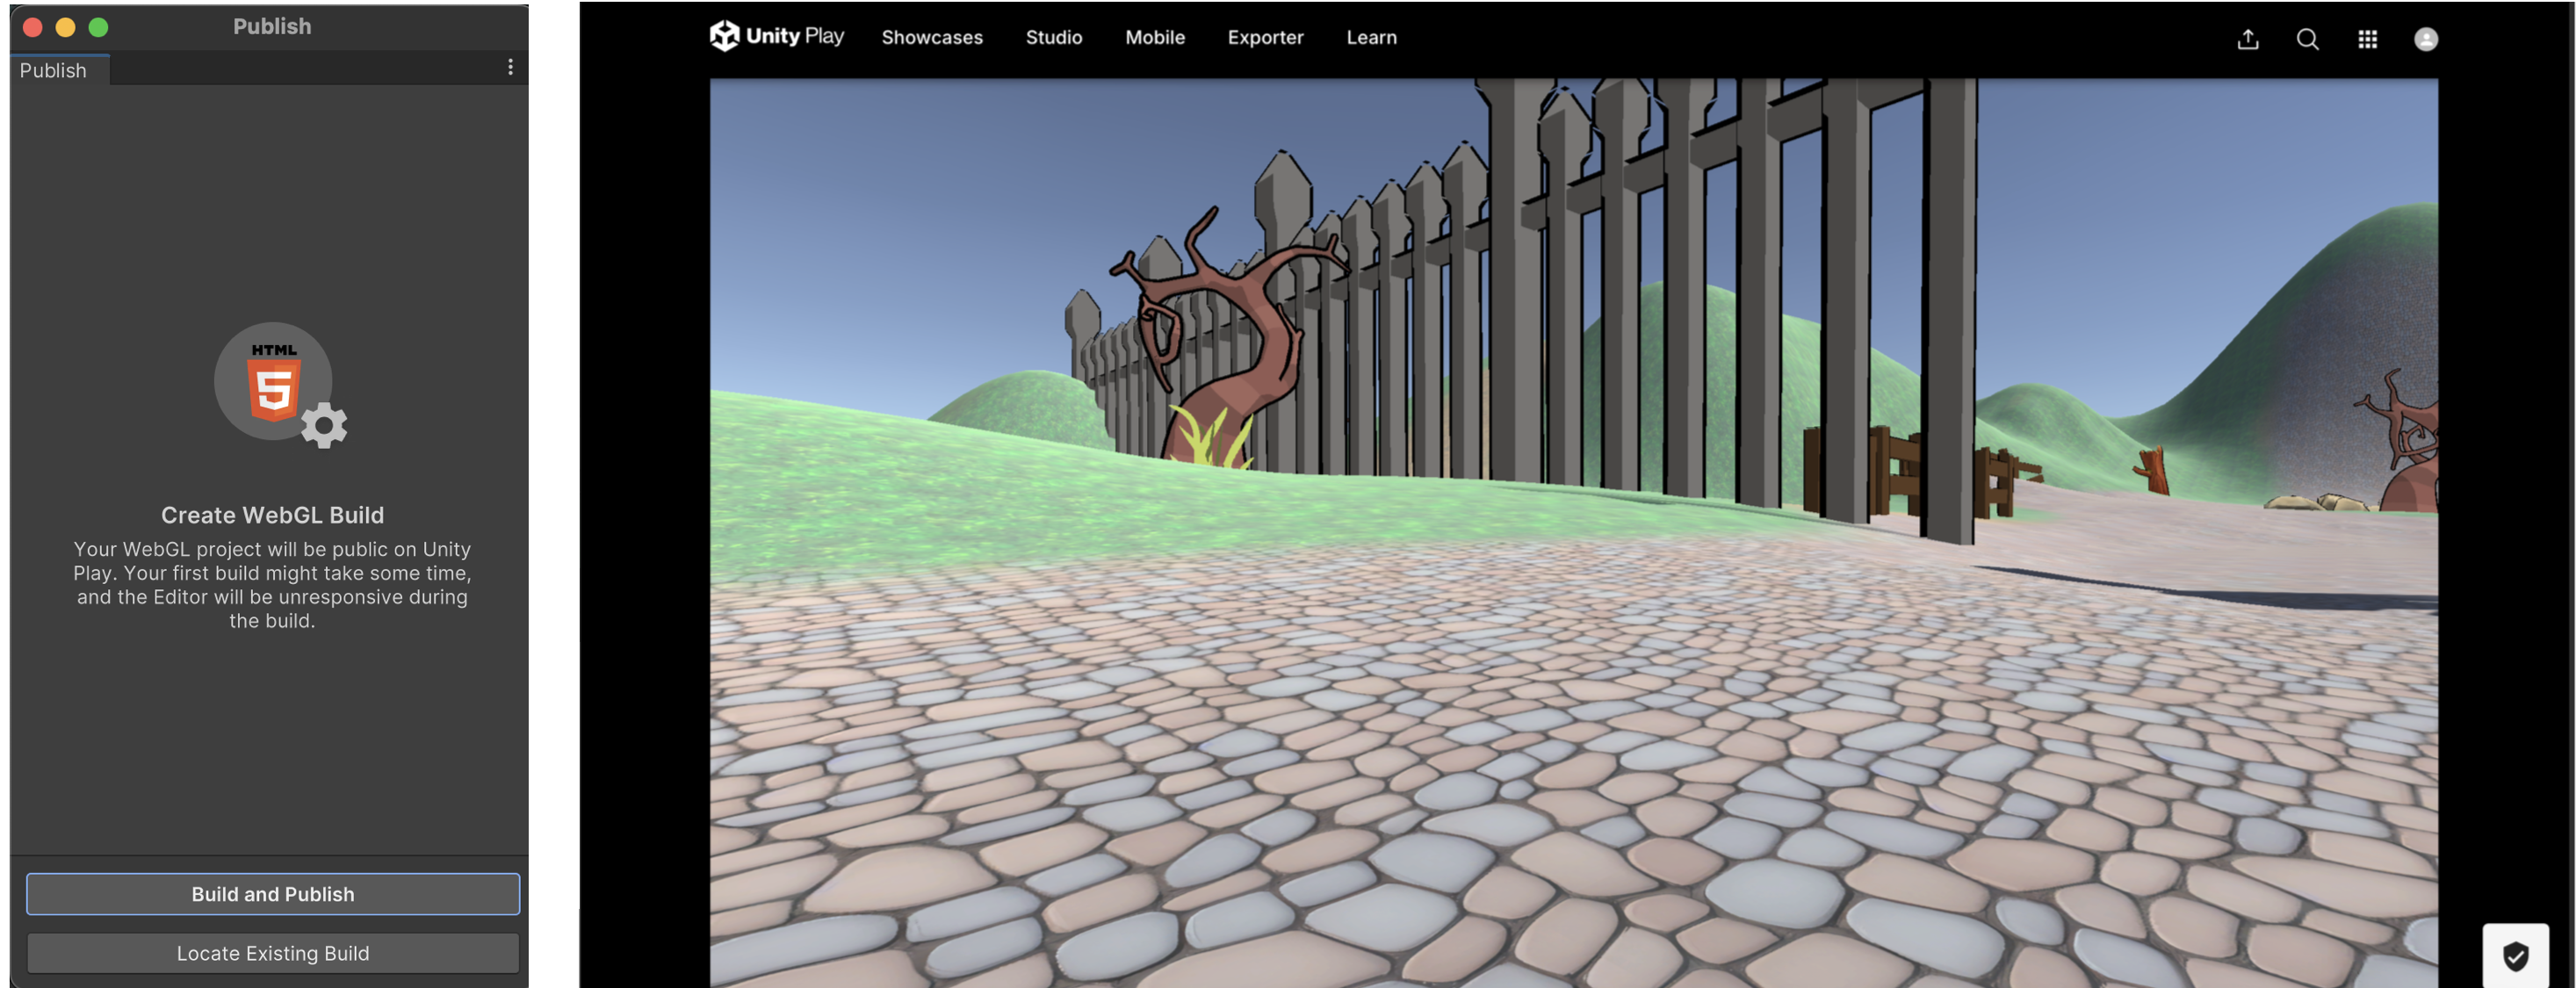 Publish
Publish
HTML
5
Create WebGL Build
Your WebGL project will be public on Unity
Play. Your first build might take some time,
and the Editor will be unresponsive during
the build.
Build and Publish
Locate Existing Build
Unity Play Showcases Studio Mobile Exporter Learn